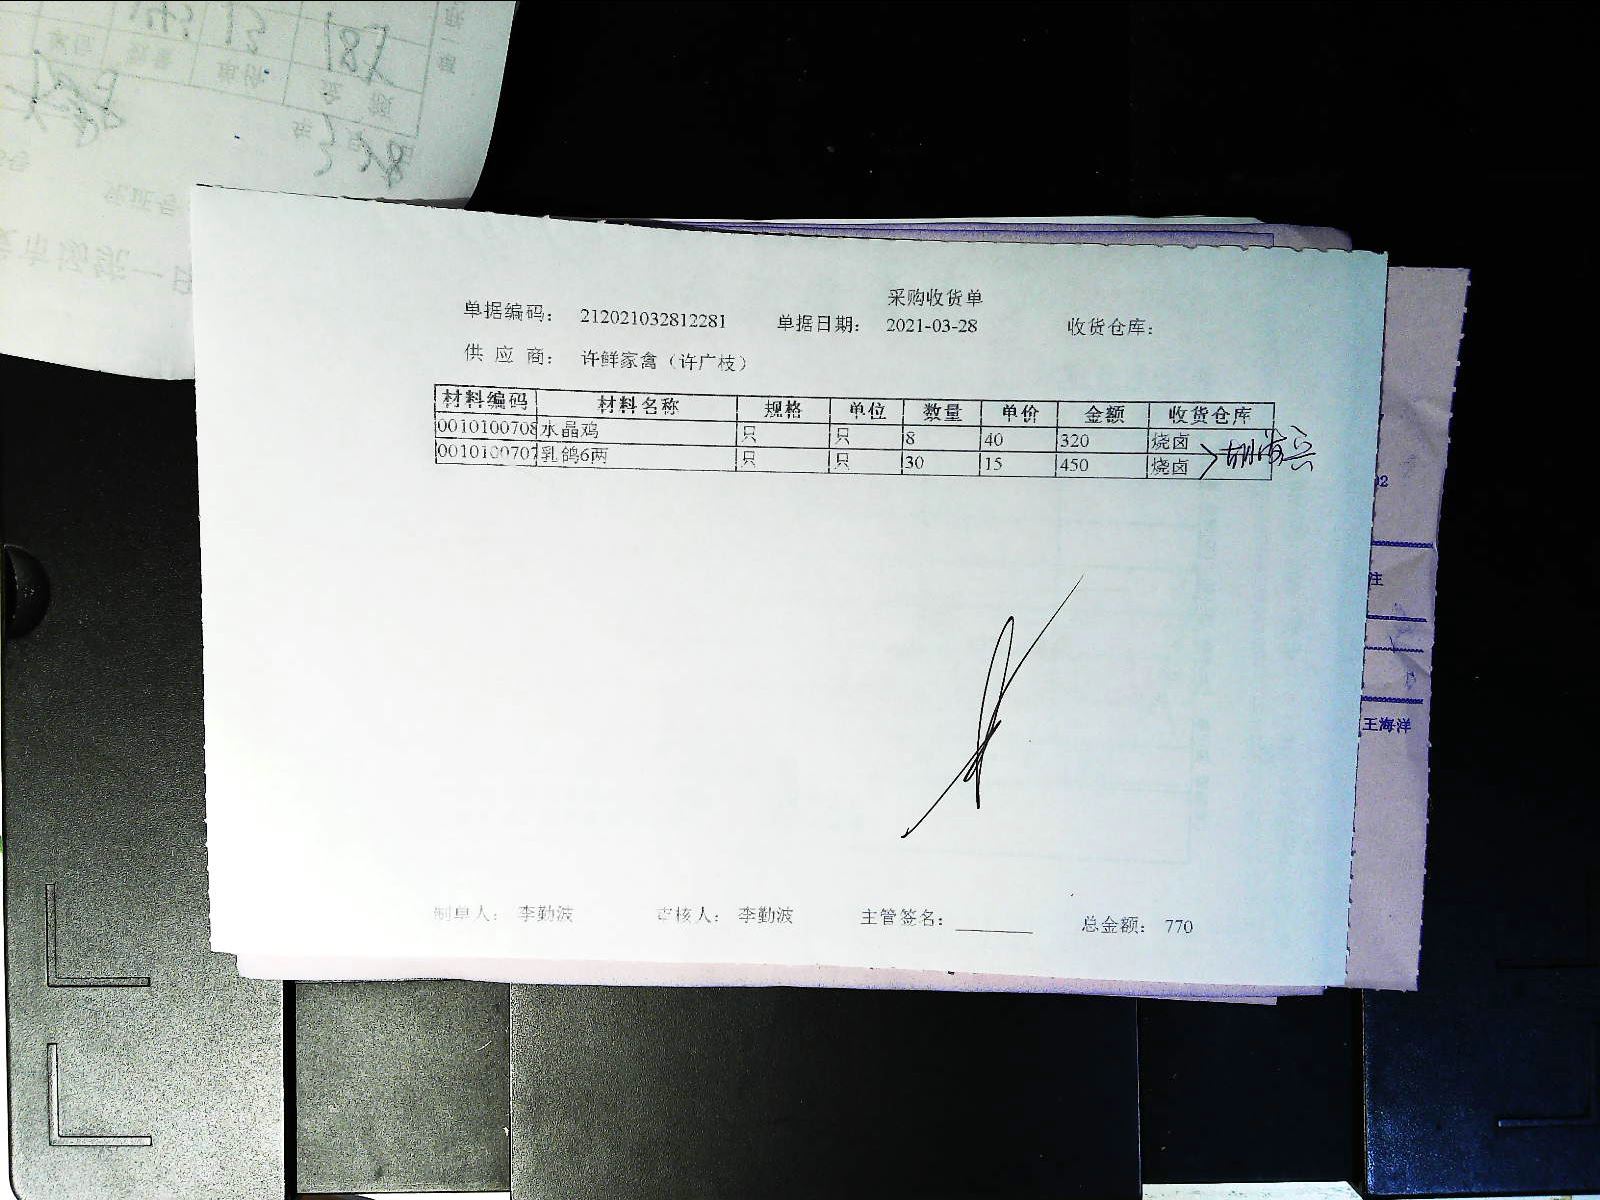 采购收货单
单据编码： 212021032812281 单据日期： 2021-03-28 收货仓库：
供 应 商： 许鲜家禽（许广枝）
材料编码 材料名称 规格 单位 数量 单价 金额 收货仓库
0010100708 水晶鸡 只 只 8 40 320 烧卤
0010100707 乳鸽6两 只 只 30 15 450 烧卤
制单人： 李勤波 审核人： 李勤波 主管签名： 总金额： 770
注
王海洋